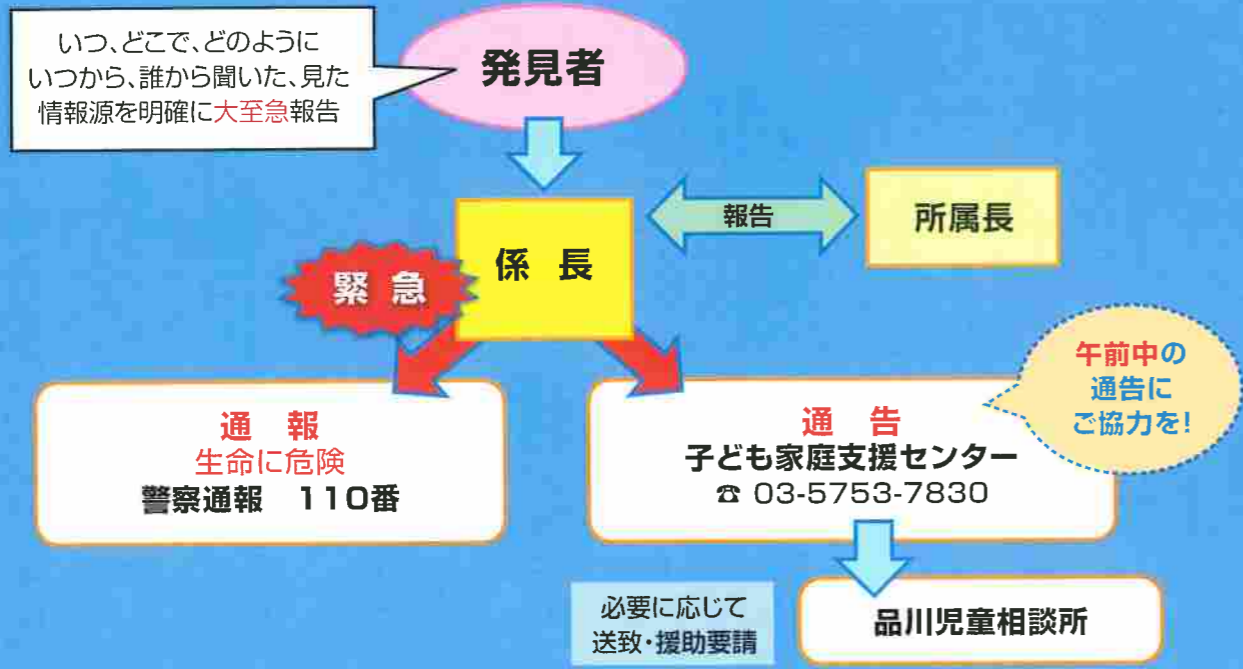 いつ、どこで、どのように
いつから、誰から聞いた、見た
情報源を明確に大至急報告
発見者
係 長
報告
所属長
緊 急
午前中の
通告に
ご協力を!
通 報
生命に危険
警察通報 110番
通 告
子ども家庭支援センター
☎ 03-5753-7830
必要に応じて
送致・援助要請
品川児童相談所